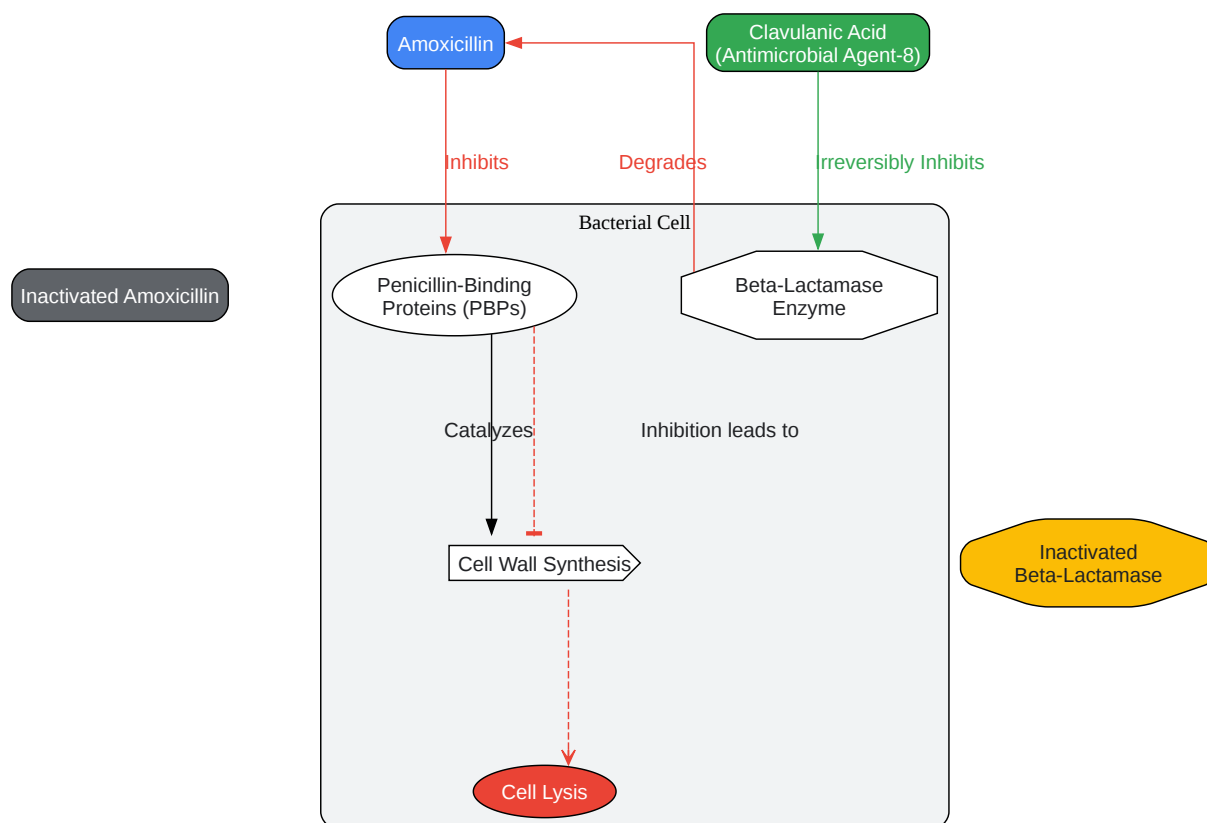 Amoxicillin
Clavulanic Acid
(Antimicrobial Agent-8)
Inhibits
Degrades
Irreversibly Inhibits
Bacterial Cell
Inactivated Amoxicillin
Penicillin-Binding
Proteins (PBPs)
Beta-Lactamase
Enzyme
Catalyzes
Inhibition leads to
Cell Wall Synthesis
Inactivated
Beta-Lactamase
Cell Lysis